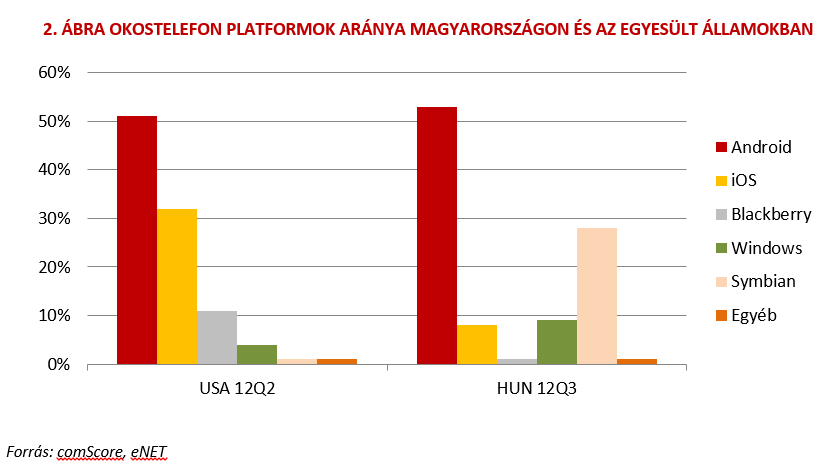 2. ÁBRA OKOSTELEFON PLATFORMOK ARÁNYA MAGYARORSZÁGON ÉS AZ EGYESÜLT ÁLLAMOKBAN
60%
50%
40%
30%
20%
10%
0%
USA 12Q2
HUN 12Q3
Android
iOS
Blackberry
Windows
Symbian
Egyéb
Forrás: comScore, eNET